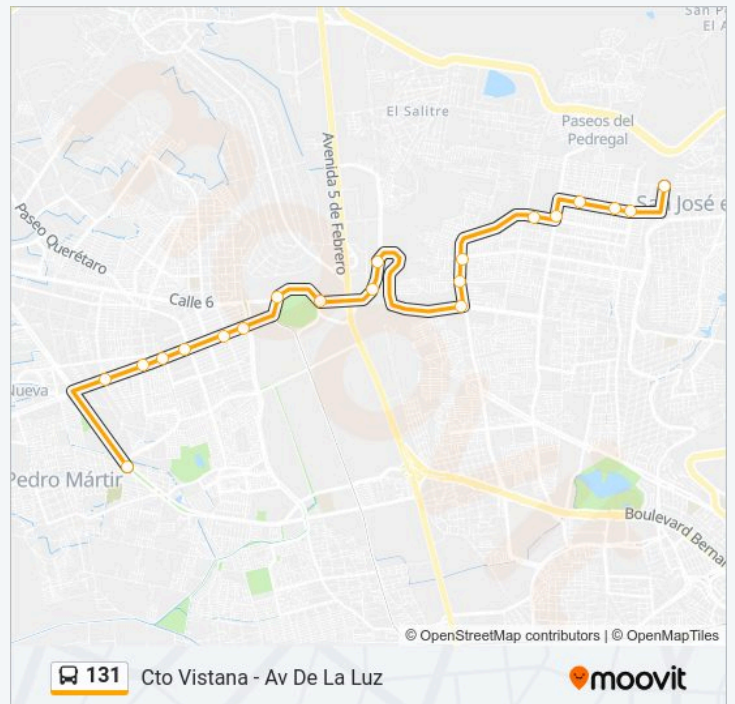 San P
El A
El Salitre
Paseos del
Pedregal
Avenida 5 de Febrero
San José e
Paseo Querétaro
Calle 6
Nueva
Pedro Mártir
Boulevard Bernar
© OpenStreetMap contributors | © OpenMapTiles
131 Cto Vistana - Av De La Luz
moovit